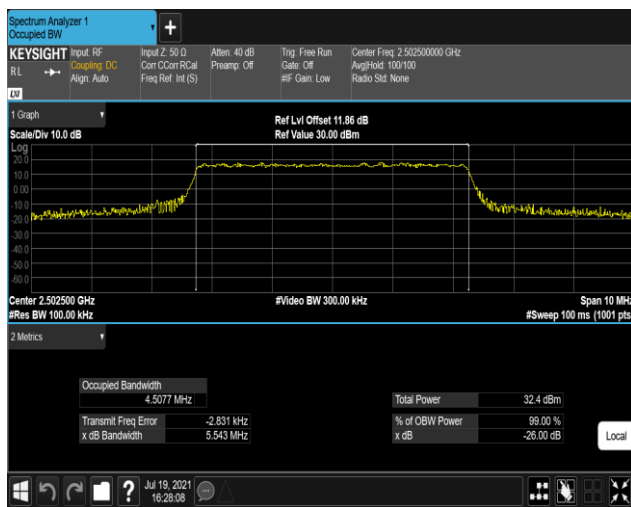 Spectrum Analyzer 1
Occupied BW
KEYSIGHT
RL
LXI
Input: RF
Coupling: DC
Align: Auto
Input Z: 50 Ω
Corr CCorr RCal
Freq Ref: Int (S)
Atten: 40 dB
Preamp: Off
Trig: Free Run
Gate: Off
#IF Gain: Low
Center Freq: 2.502500000 GHz
Avg|Hold: 100/100
Radio Std: None
1 Graph
Scale/Div 10.0 dB
Ref Lvl Offset 11.86 dB
Ref Value 30.00 dBm
Log
20.0
10.0
0.00
-10.0
-20.0
-30.0
-40.0
-50.0
-60.0
Center 2.502500 GHz
#Video BW 300.00 kHz
Span 10 MHz
#Res BW 100.00 kHz
#Sweep 100 ms (1001 pts
2 Metrics
Occupied Bandwidth
4.5077 MHz
Total Power 32.4 dBm
Transmit Freq Error -2.831 kHz
% of OBW Power 99.00 %
x dB Bandwidth 5.543 MHz
x dB -26.00 dB
Local
Jul 19, 2021
16:28:08